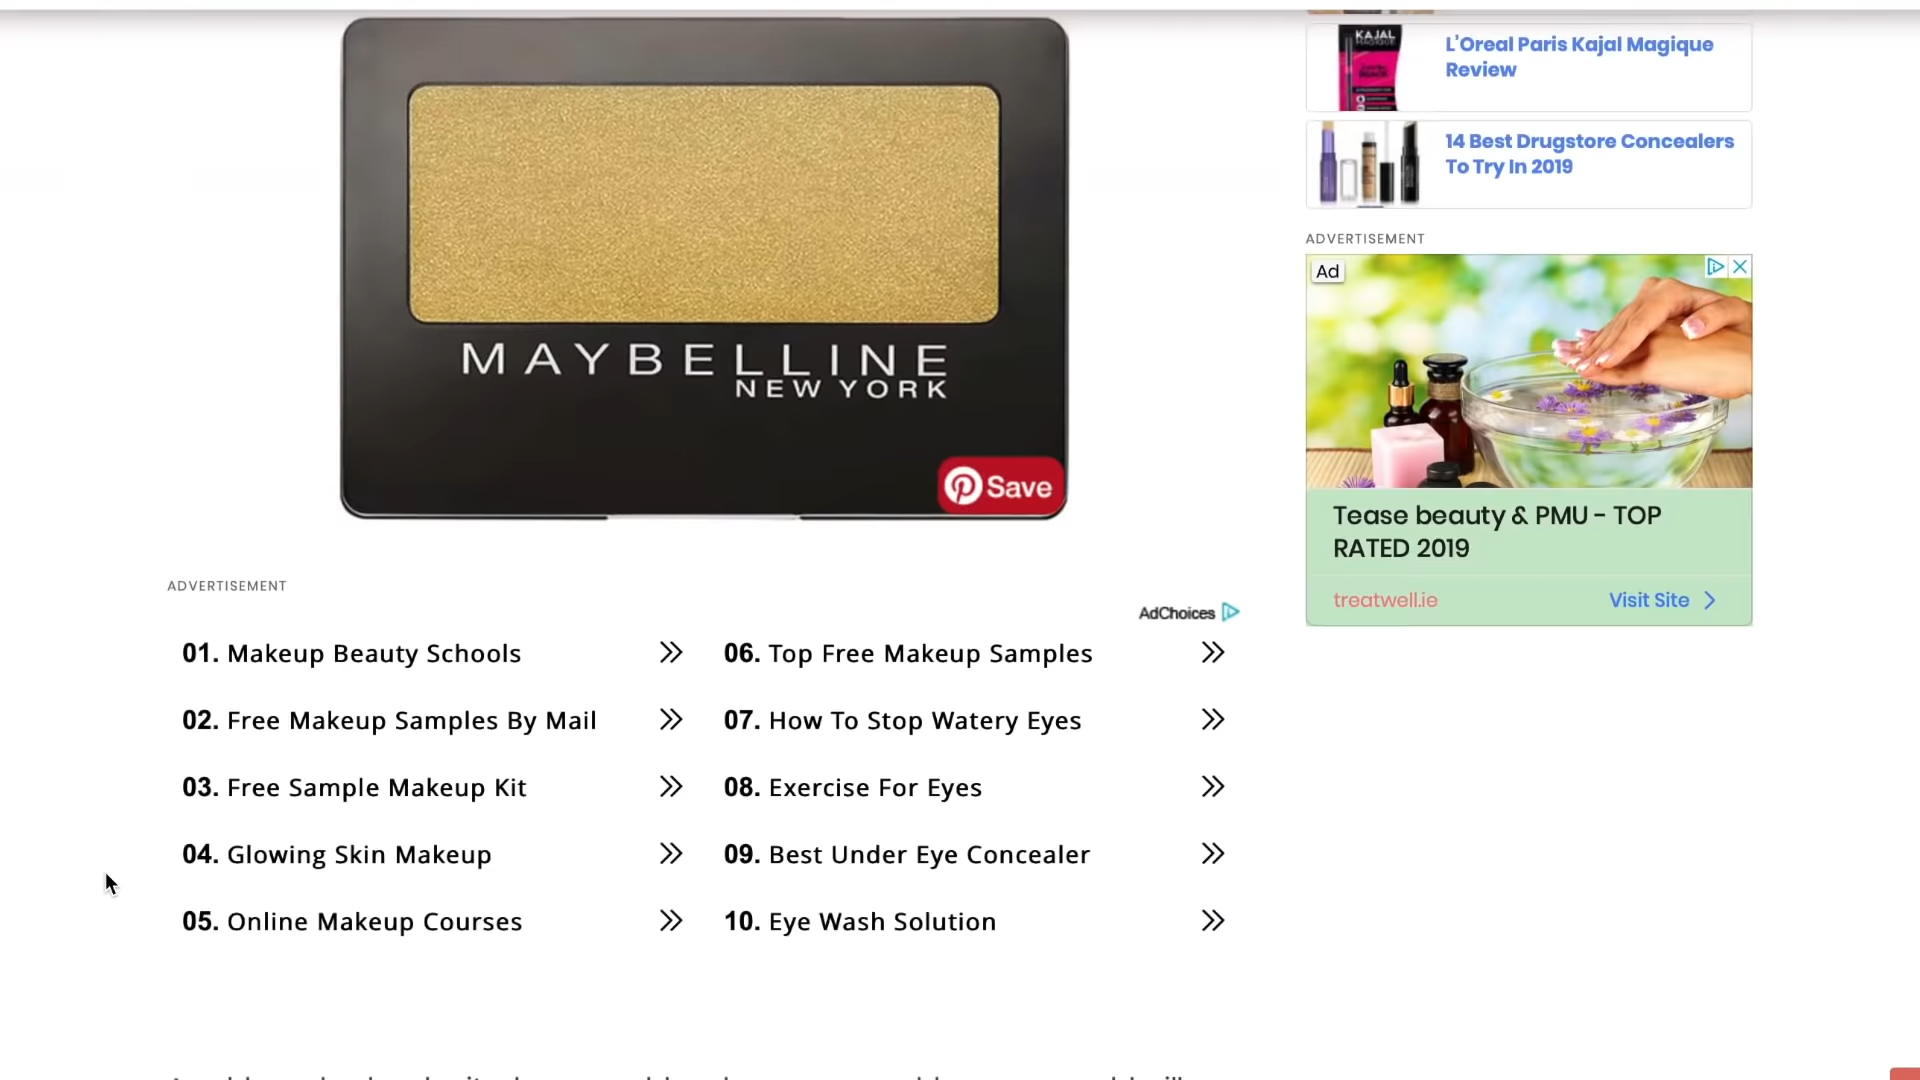 MAYBELLINE
NEW YORK
Save
ADVERTISEMENT
AdChoices
01. Makeup Beauty Schools
02. Free Makeup Samples By Mail
03. Free Sample Makeup Kit
04. Glowing Skin Makeup
05. Online Makeup Courses
06. Top Free Makeup Samples
07. How To Stop Watery Eyes
08. Exercise For Eyes
09. Best Under Eye Concealer
10. Eye Wash Solution
KAJAL
L'Oreal Paris Kajal Magique
Review
14 Best Drugstore Concealers
To Try In 2019
ADVERTISEMENT
Ad
Tease beauty & PMU - TOP
RATED 2019
treatwell.ie
Visit Site